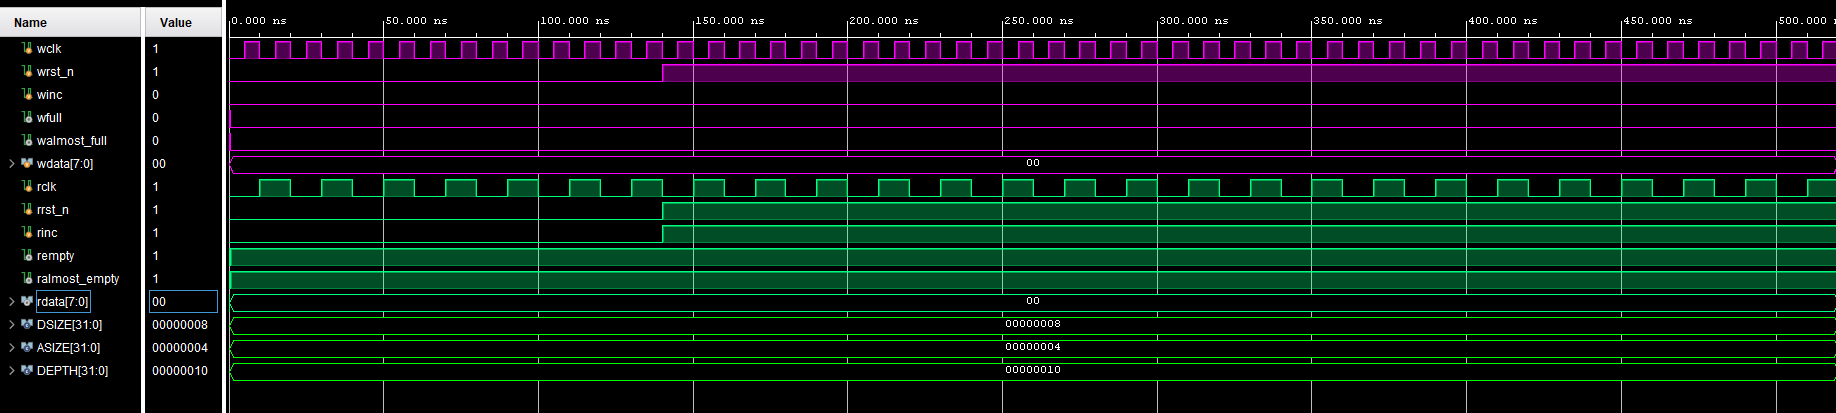 Name Value 0.000 ns 50.000 ns 100.000 ns 150.000 ns 200.000 ns 250.000 ns 300.000 ns 350.000 ns 400.000 ns 450.000 ns 500.000
wclk 1
wrst_n 1
winc 0
wfull 0
walmost_full 0
wdata[7:0] 00 00
rclk 1
rrst_n 1
rinc 1
rempty 1
ralmost_empty 1
rdata[7:0] 00 00
DSIZE[31:0] 00000008 00000008
ASIZE[31:0] 00000004 00000004
DEPTH[31:0] 00000010 00000010